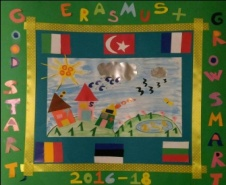 ERASMUS+
GOOD START,
GROW SMART
2016-18